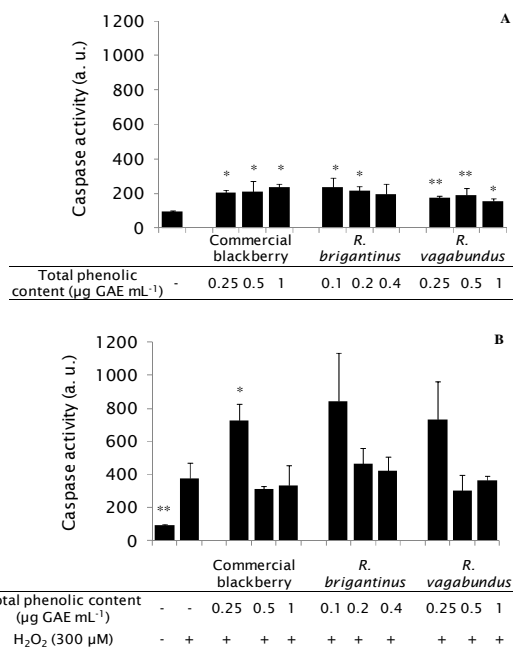 A
1200
1000
800
600
400
200
0
Caspase activity (a. u.)
* * * * * ** ** *
Commercial blackberry
R. brigantinus
R. vagabundus
Total phenolic content (µg GAE mL-1) - 0.25 0.5 1 0.1 0.2 0.4 0.25 0.5 1
B
1200
1000
800
600
400
200
0
Caspase activity (a. u.)
** *
Commercial blackberry
R. brigantinus
R. vagabundus
otal phenolic content (µg GAE mL-1) - - 0.25 0.5 1 0.1 0.2 0.4 0.25 0.5 1
H2O2 (300 µM) - + + + + + + + + + +